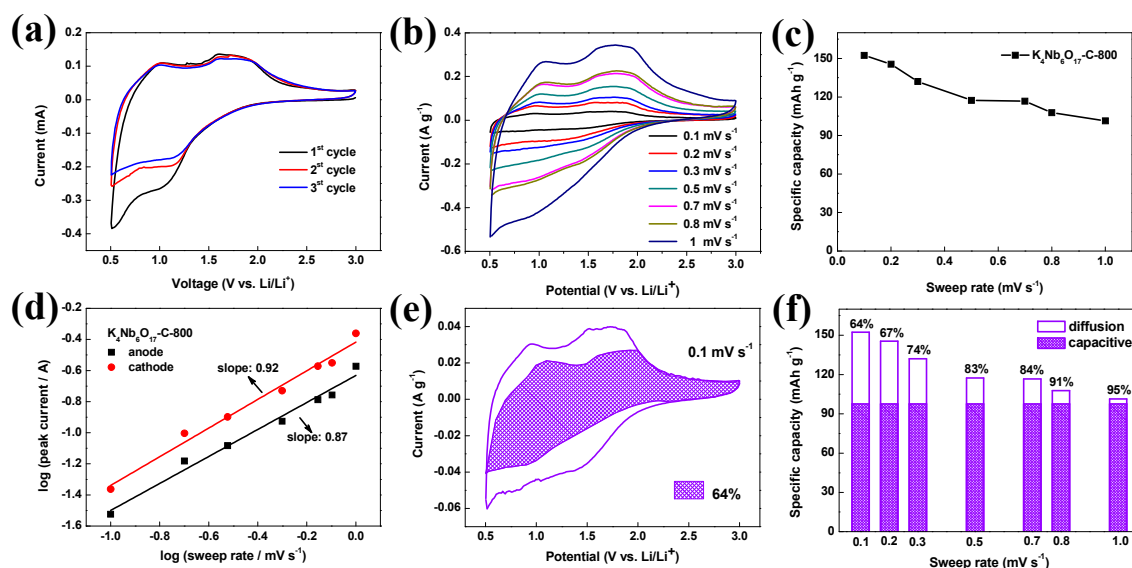 (a)
0.2
0.1
0.0
-0.1
-0.2
-0.3
-0.4
Current (mA)
1st cycle
2st cycle
3st cycle
0.5 1.0 1.5 2.0 2.5 3.0
Voltage (V vs. Li/Li+)
(b)
0.4
0.2
0.0
-0.2
-0.4
-0.6
Current (A g-1)
0.1 mV s-1
0.2 mV s-1
0.3 mV s-1
0.5 mV s-1
0.7 mV s-1
0.8 mV s-1
1 mV s-1
0.5 1.0 1.5 2.0 2.5 3.0
Potential (V vs. Li/Li+)
(c)
150
120
90
60
30
0
Specific capacity (mAh g-1)
K4Nb6O17-C-800
0.0 0.2 0.4 0.6 0.8 1.0
Sweep rate (mV s-1)
(d)
-0.2
-0.4
-0.6
-0.8
-1.0
-1.2
-1.4
-1.6
log (peak current / A)
K4Nb6O17-C-800
anode
cathode
slope: 0.92
slope: 0.87
-1.0 -0.8 -0.6 -0.4 -0.2 0.0
log (sweep rate / mV s-1)
(e)
0.04
0.02
0.00
-0.02
-0.04
-0.06
Current (A g-1)
0.1 mV s-1
64%
0.5 1.0 1.5 2.0 2.5 3.0
Potential (V vs. Li/Li+)
(f)
150
120
90
60
30
0
Specific capacity (mAh g-1)
diffusion
capacitive
64% 67% 74% 83% 84% 91% 95%
0.1 0.2 0.3 0.5 0.7 0.8 1.0
Sweep rate (mV s-1)